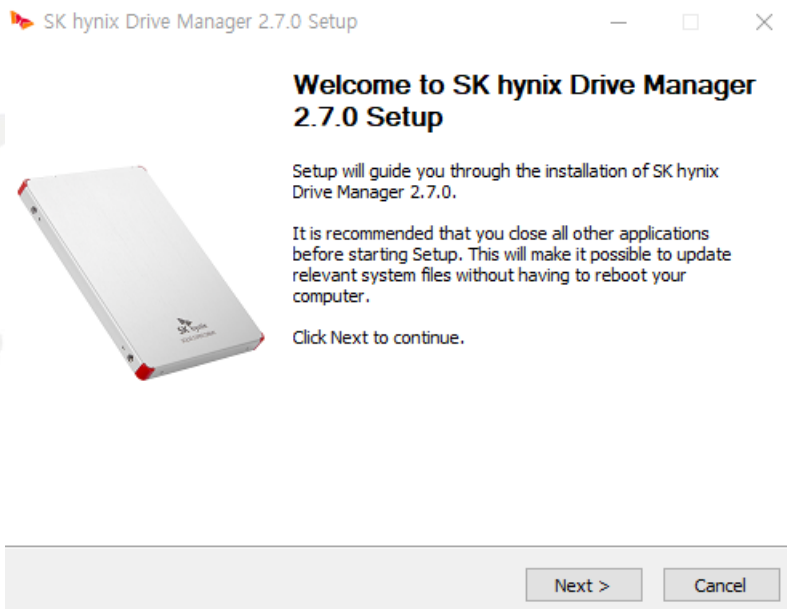 SK hynix Drive Manager 2.7.0 Setup
Welcome to SK hynix Drive Manager
2.7.0 Setup
Setup will guide you through the installation of SK hynix
Drive Manager 2.7.0.
It is recommended that you close all other applications
before starting Setup. This will make it possible to update
relevant system files without having to reboot your
computer.
Click Next to continue.
SK hynix
Next >
Cancel